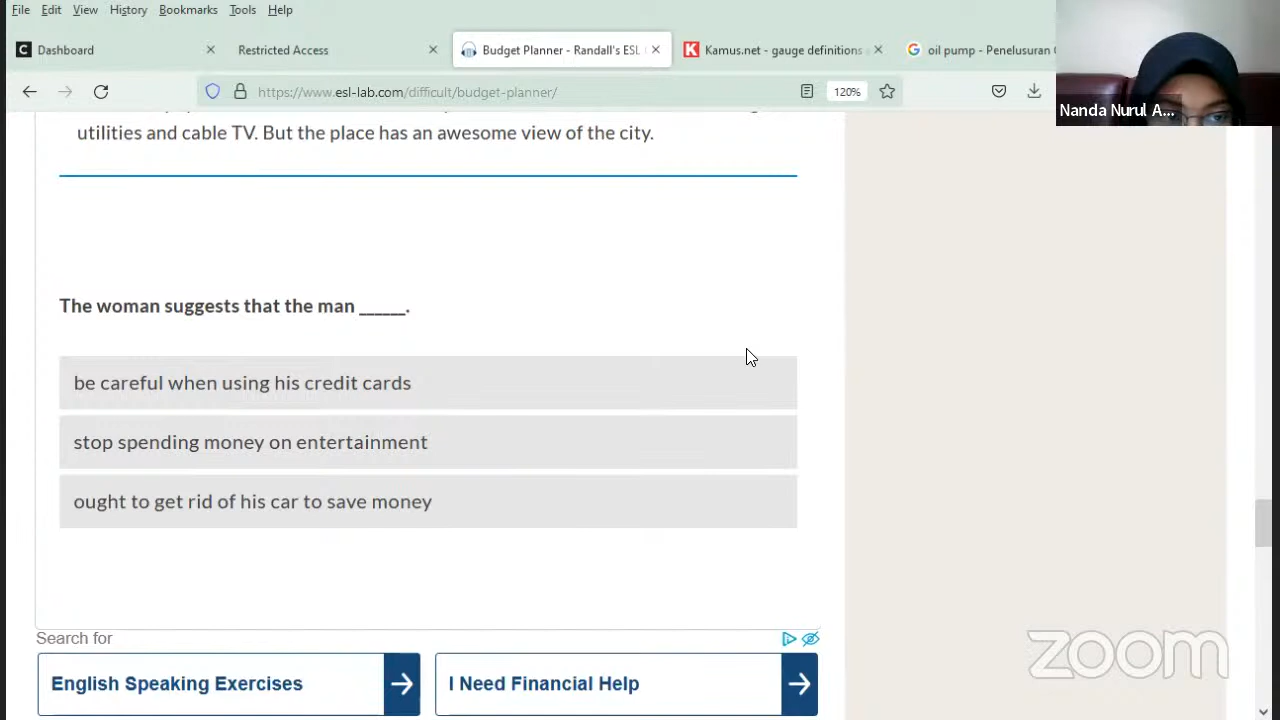 File Edit View History Bookmarks Tools Help
Dashboard
Restricted Access
Budget Planner - Randall's ESL
Kamus.net - gauge definitions
oil pump - Penelusuran
https://www.esl-lab.com/difficult/budget-planner/
120%
Nanda Nurul A...
utilities and cable TV. But the place has an awesome view of the city.
The woman suggests that the man ______.
be careful when using his credit cards
stop spending money on entertainment
ought to get rid of his car to save money
Search for
English Speaking Exercises
I Need Financial Help
zoom